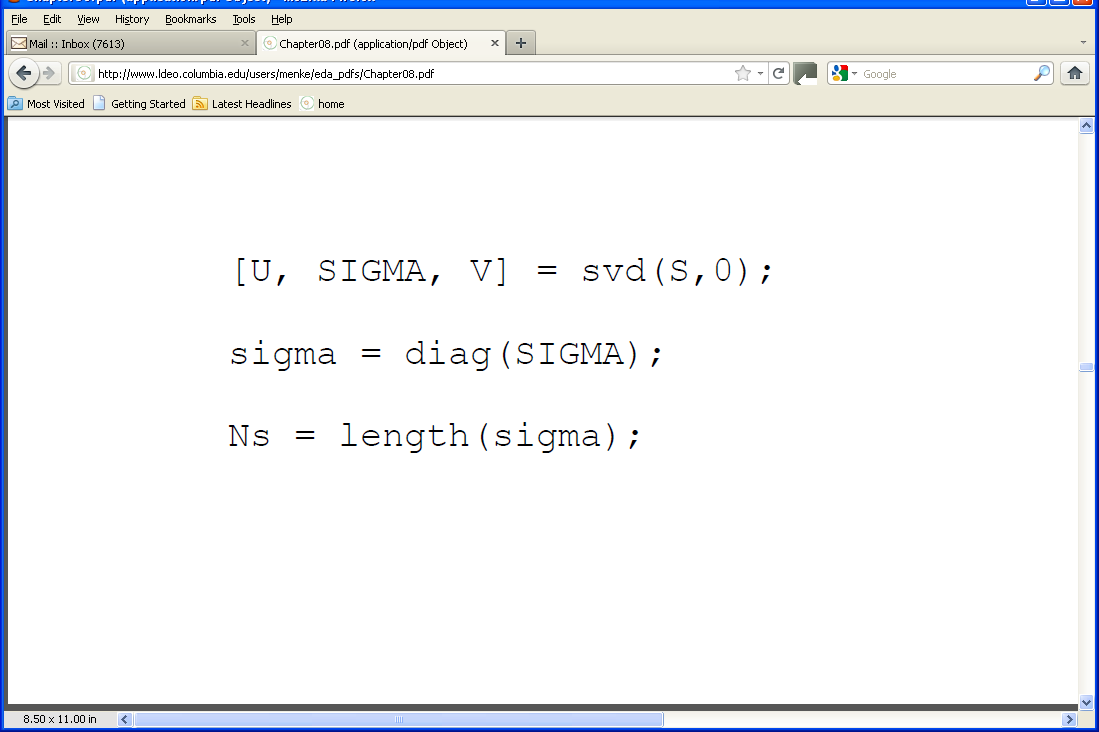 File Edit View History Bookmarks Tools Help
Mail :: Inbox (7613)
Chapter08.pdf (application/pdf Object)
http://www.ldeo.columbia.edu/users/menke/eda_pdfs/Chapter08.pdf
Google
Most Visited Getting Started Latest Headlines home
[U, SIGMA, V] = svd(S,0);
sigma = diag(SIGMA);
Ns = length(sigma);
8.50 x 11.00 in